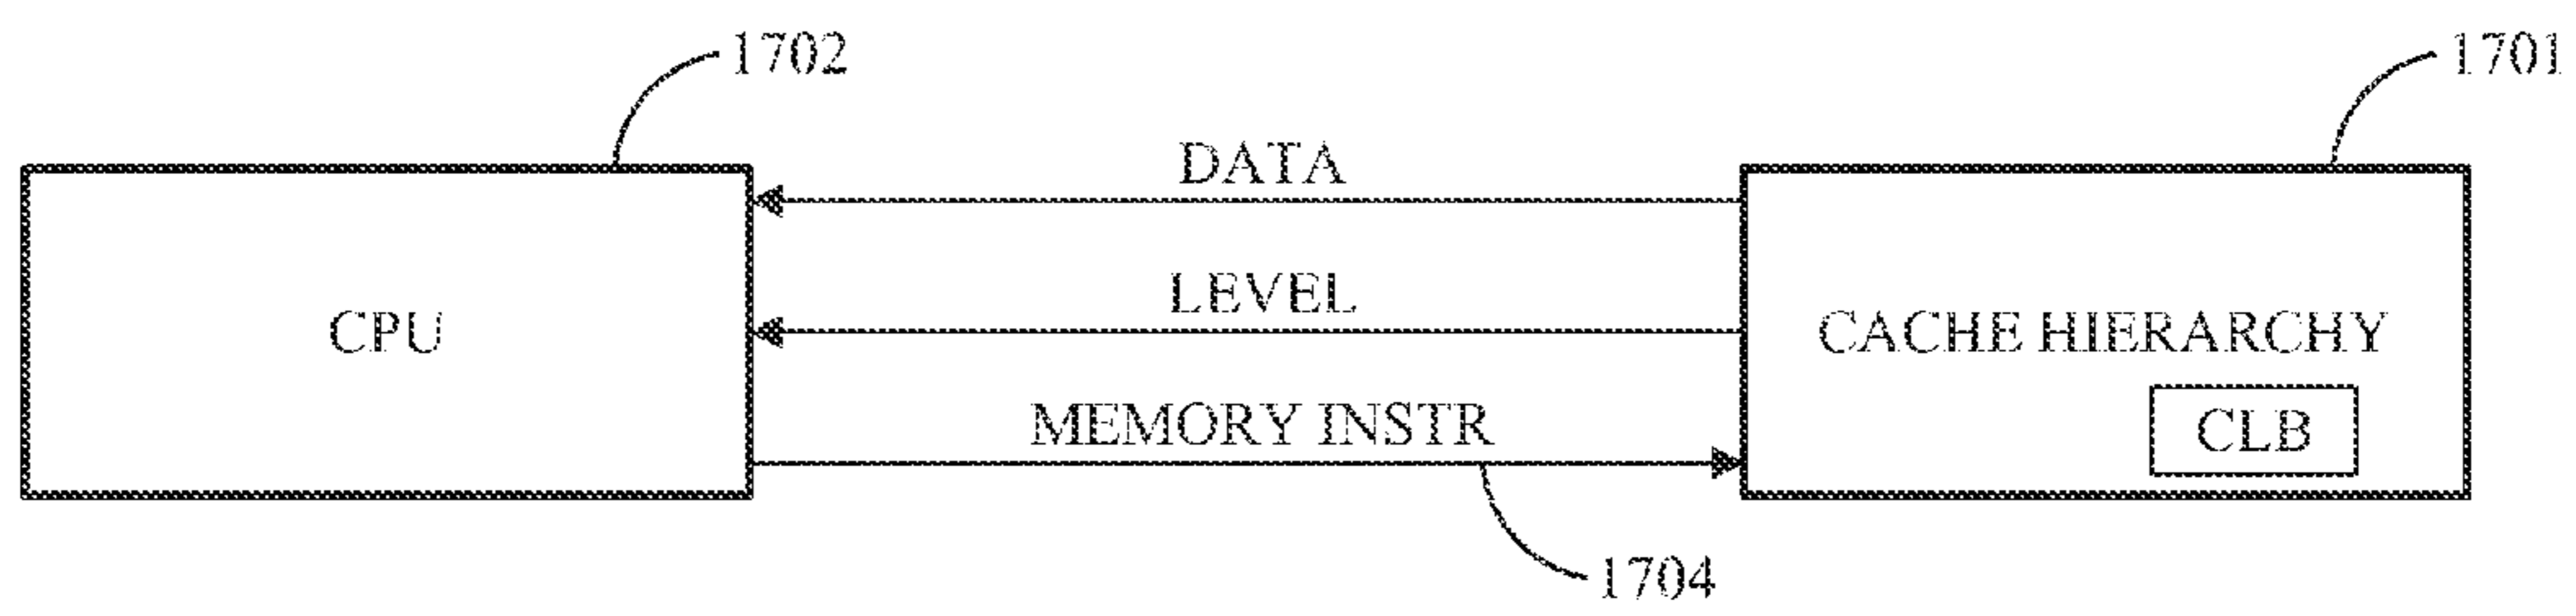 1702
1701
DATA
LEVEL
CPU
CACHE HIERARCHY
MEMORY INSTR
CLB
1704